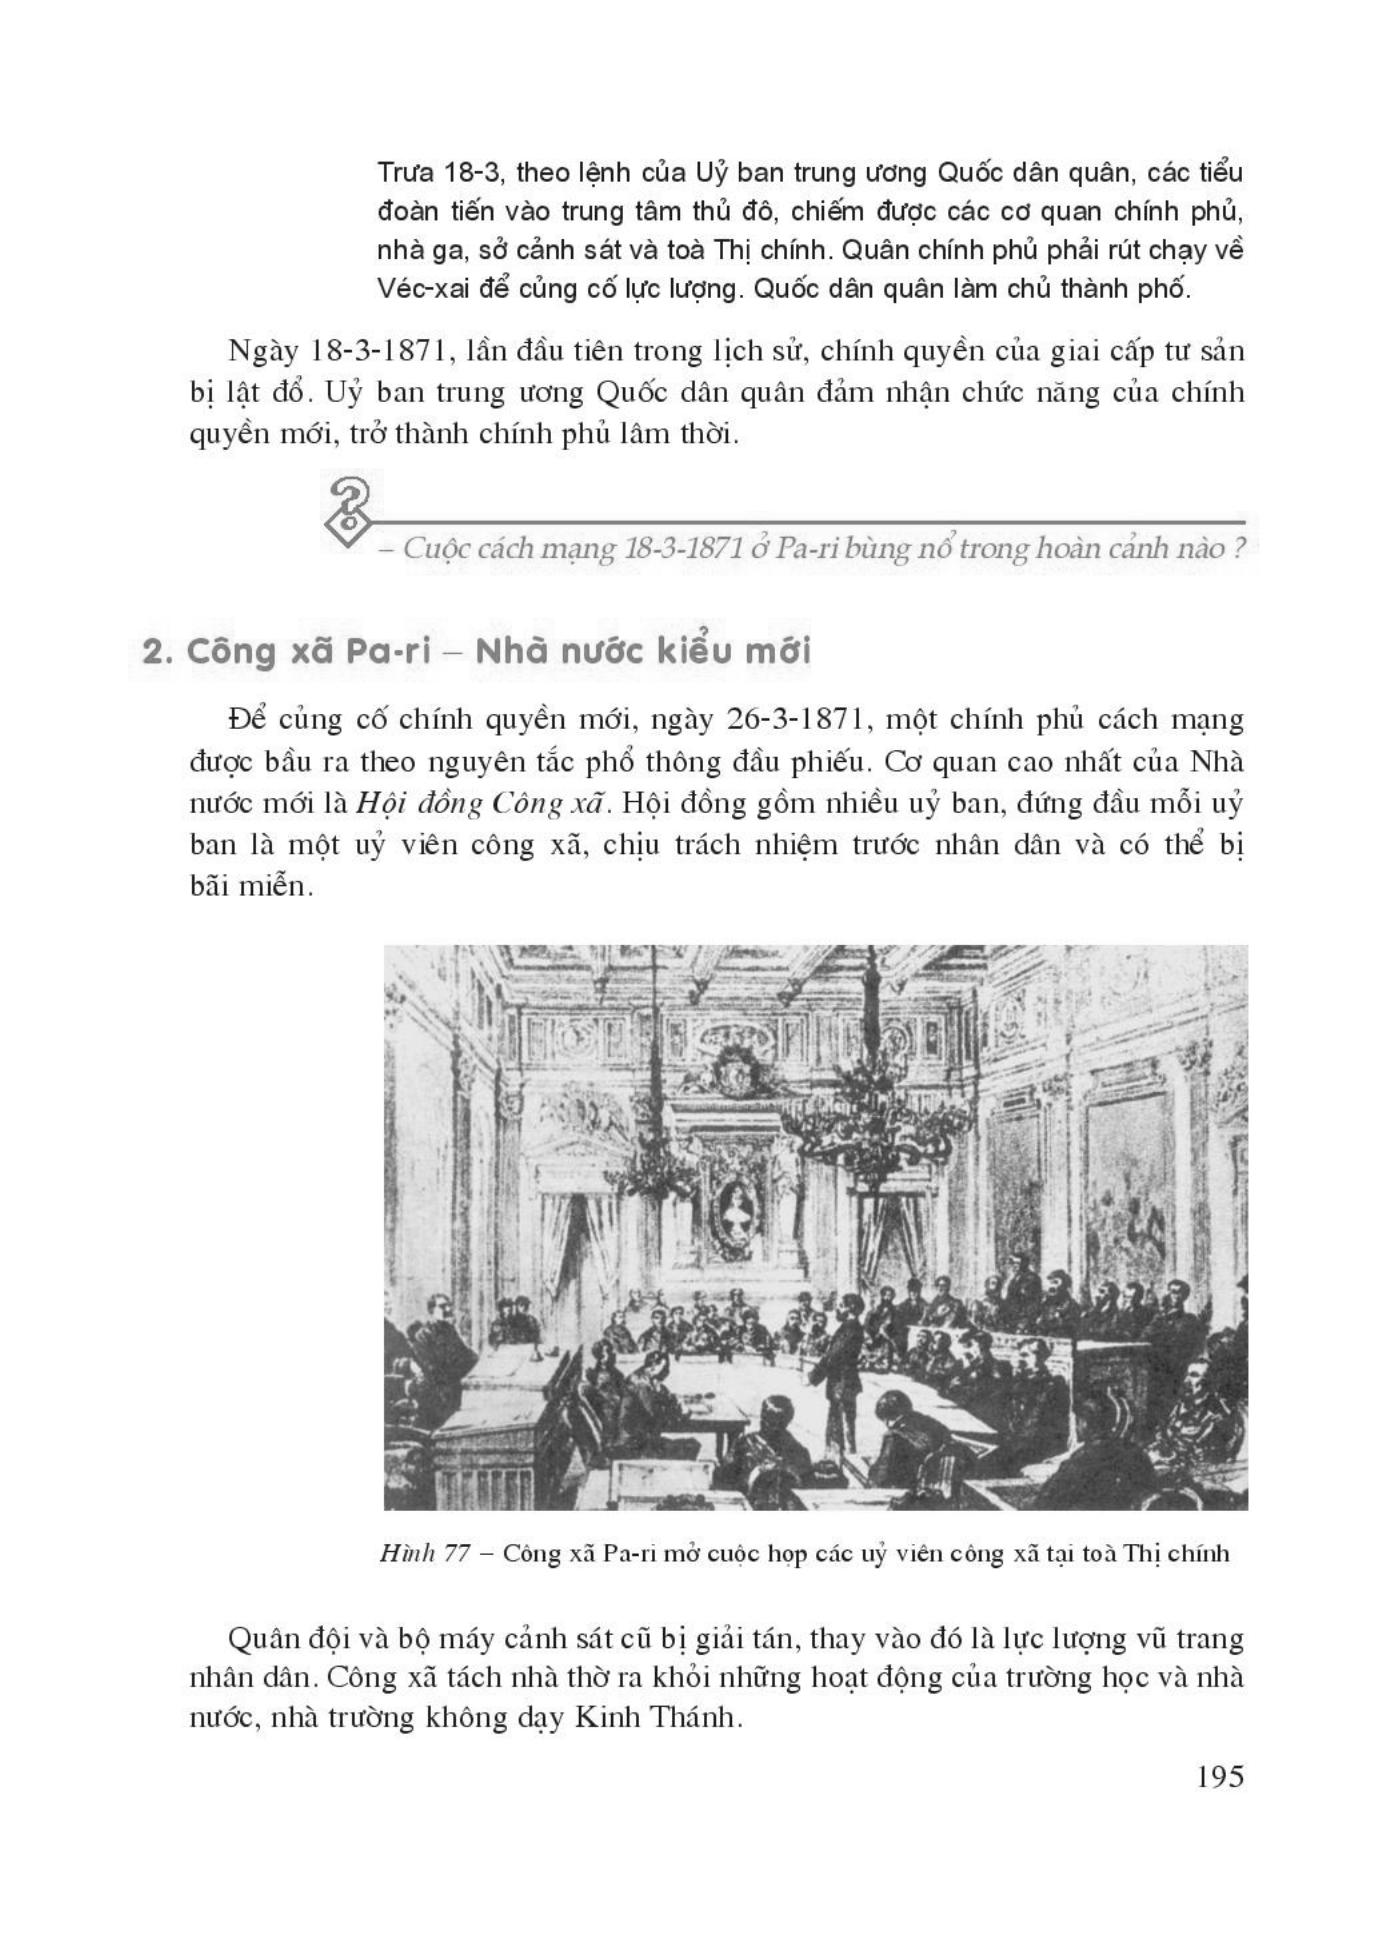 Trưa 18-3, theo lệnh của Uỷ ban trung ương Quốc dân quân, các tiểu
đoàn tiến vào trung tâm thủ đô, chiếm được các cơ quan chính phủ,
nhà ga, sở cảnh sát và toà Thị chính. Quân chính phủ phải rút chạy về
Véc-xai để củng cố lực lượng. Quốc dân quân làm chủ thành phố.
Ngày 18-3-1871, lần đầu tiên trong lịch sử, chính quyền của giai cấp tư sản
bị lật đổ. Uỷ ban trung ương Quốc dân quân đảm nhận chức năng của chính
quyền mới, trở thành chính phủ lâm thời.
– Cuộc cách mạng 18-3-1871 ở Pa-ri bùng nổ trong hoàn cảnh nào ?
2. Công xã Pa-ri – Nhà nước kiểu mới
Để củng cố chính quyền mới, ngày 26-3-1871, một chính phủ cách mạng
được bầu ra theo nguyên tắc phổ thông đầu phiếu. Cơ quan cao nhất của Nhà
nước mới là Hội đồng Công xã. Hội đồng gồm nhiều uỷ ban, đứng đầu mỗi uỷ
ban là một uỷ viên công xã, chịu trách nhiệm trước nhân dân và có thể bị
bãi miễn.
Hình 77 – Công xã Pa-ri mở cuộc họp các uỷ viên công xã tại toà Thị chính
Quân đội và bộ máy cảnh sát cũ bị giải tán, thay vào đó là lực lượng vũ trang
nhân dân. Công xã tách nhà thờ ra khỏi những hoạt động của trường học và nhà
nước, nhà trường không dạy Kinh Thánh.
195